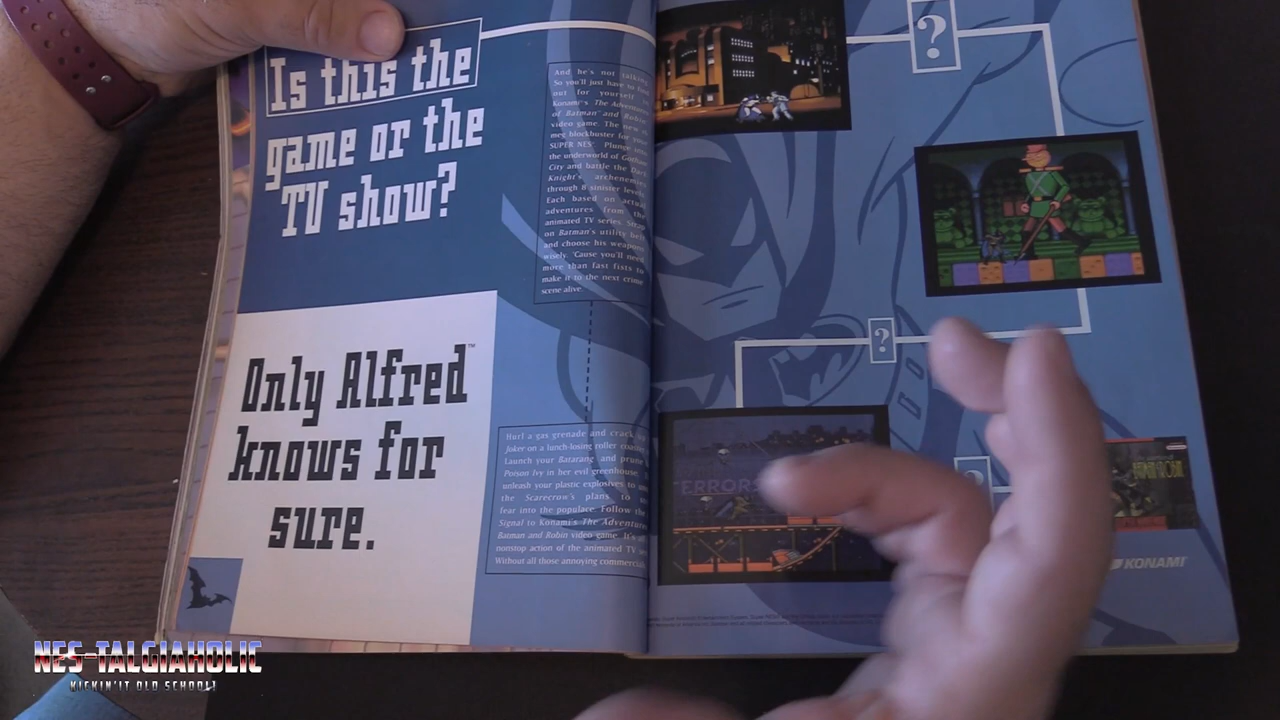 Is this the
game or the
TV show?
And he's not talking
So you'll just have to find
out for yourself
Konami's The Adventures
of Batman and Robin
video game. The new
meg blockbuster for your
SUPER NES Plunge into
the underworld of Gotham
City and battle the Dark
Knight's archenemies
through 8 sinister levels
Each based on actual
adventures from the
animated TV series. Strap
on Batman's utility belt
and choose his weapons
wisely. 'Cause you'll need
more than fast fists to
make it to the next crime
scene alive.
Only Alfred™
knows for
sure.
Hurl a gas grenade and crack
Joker on a lunch-losing roller coaster
Launch your Batarang and prune
Poison Ivy in her evil greenhouse
unleash your plastic explosives to
the Scarecrow's plans to
fear into the populace. Follow the
Signal to Konami's The Adventures
Batman and Robin video game. It's
nonstop action of the animated TV
Without all those annoying commercials
?
?
?
ERRORS
KONAMI
NES-TALGIAHOLIC
KICKIN'IT OLD SCHOOL!